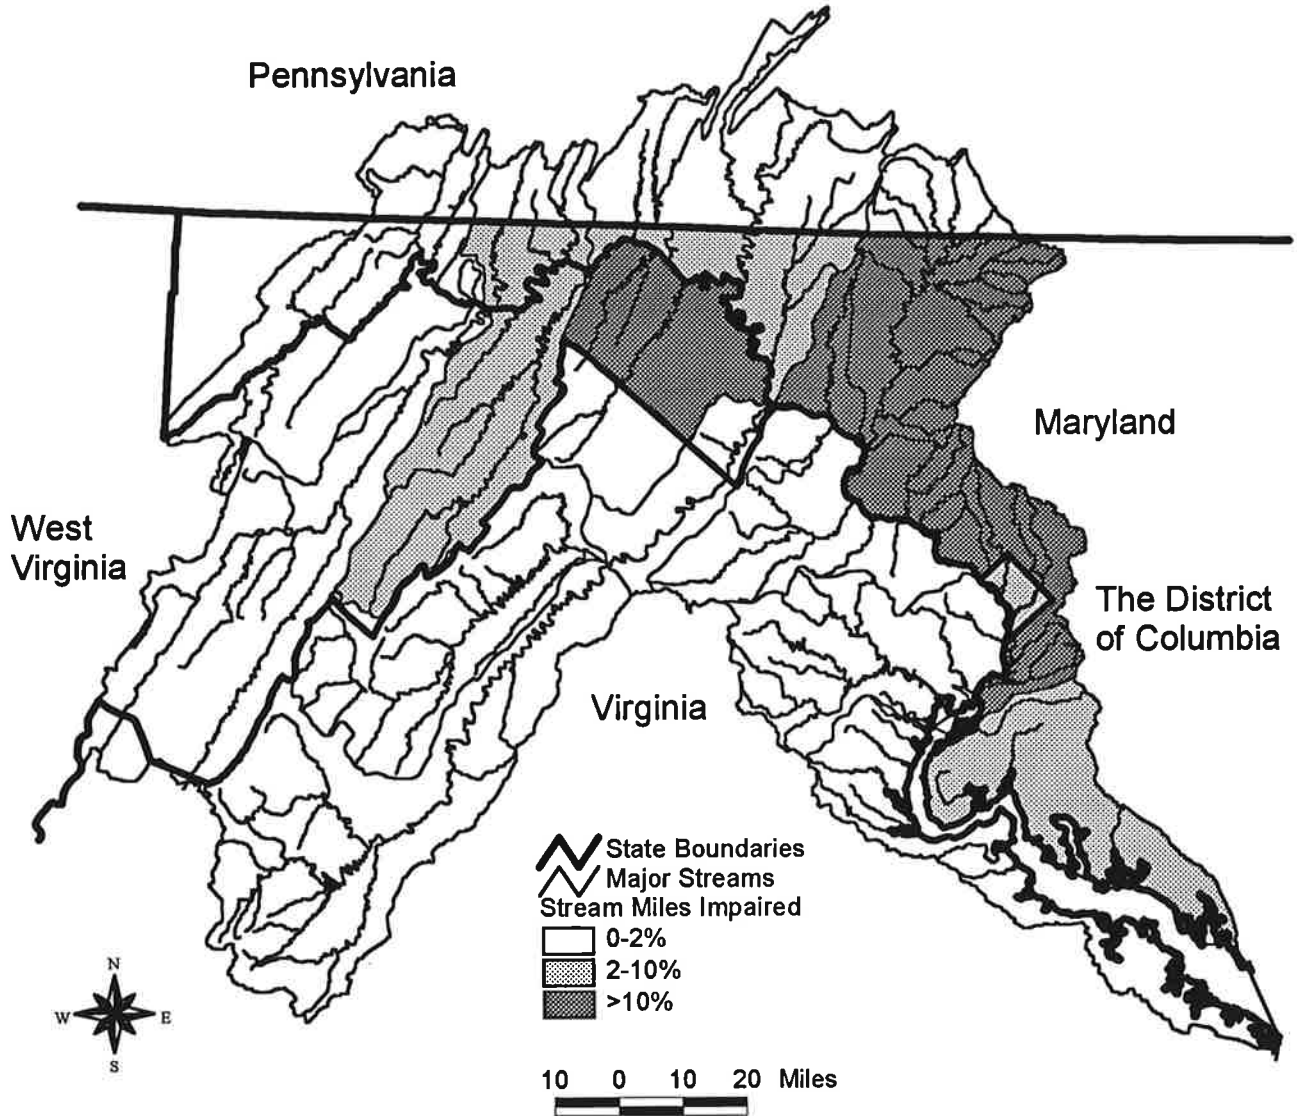 Pennsylvania
Maryland
West
Virginia
The District
of Columbia
Virginia
State Boundaries
Major Streams
Stream Miles Impaired
0-2%
2-10%
>10%
N
W E
S
10 0 10 20 Miles